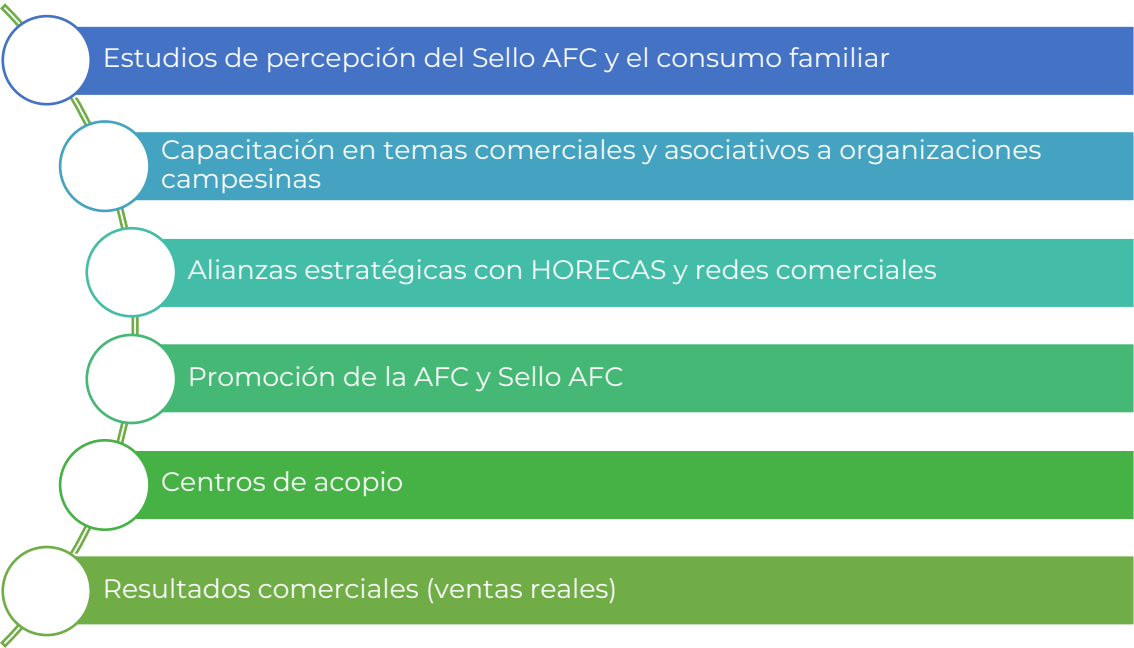 Estudios de percepción del Sello AFC y el consumo familiar
Capacitación en temas comerciales y asociativos a organizaciones
campesinas
Alianzas estratégicas con HORECAS y redes comerciales
Promoción de la AFC y Sello AFC
Centros de acopio
Resultados comerciales (ventas reales)